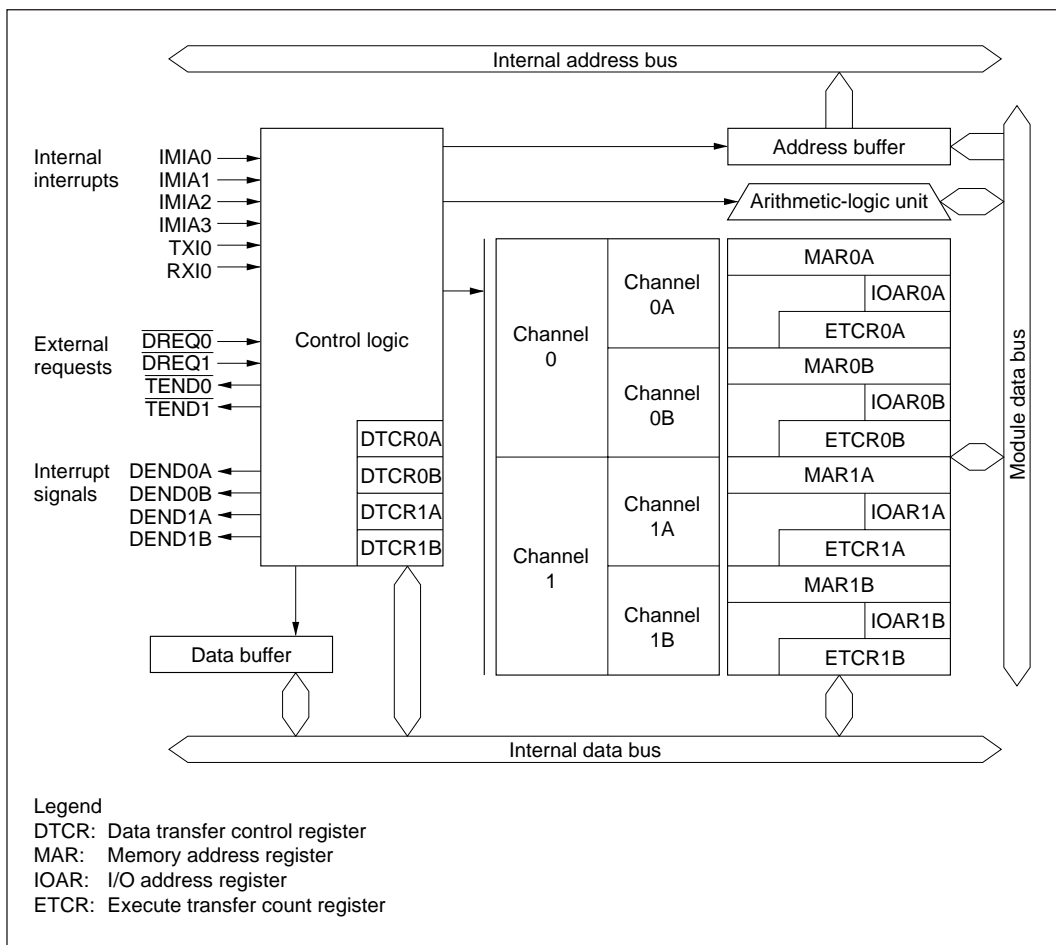 Internal address bus
Address buffer
Arithmetic-logic unit
Module data bus
Internal
interrupts
IMIA0
IMIA1
IMIA2
IMIA3
TXI0
RXI0
External
requests
DREQ0
DREQ1
TEND0
TEND1
Interrupt
signals
DEND0A
DEND0B
DEND1A
DEND1B
Control logic
DTCR0A
DTCR0B
DTCR1A
DTCR1B
Data buffer
Channel
0
Channel
1
Channel
0A
Channel
0B
Channel
1A
Channel
1B
MAR0A
IOAR0A
ETCR0A
MAR0B
IOAR0B
ETCR0B
MAR1A
IOAR1A
ETCR1A
MAR1B
IOAR1B
ETCR1B
Internal data bus
Legend
DTCR: Data transfer control register
MAR: Memory address register
IOAR: I/O address register
ETCR: Execute transfer count register